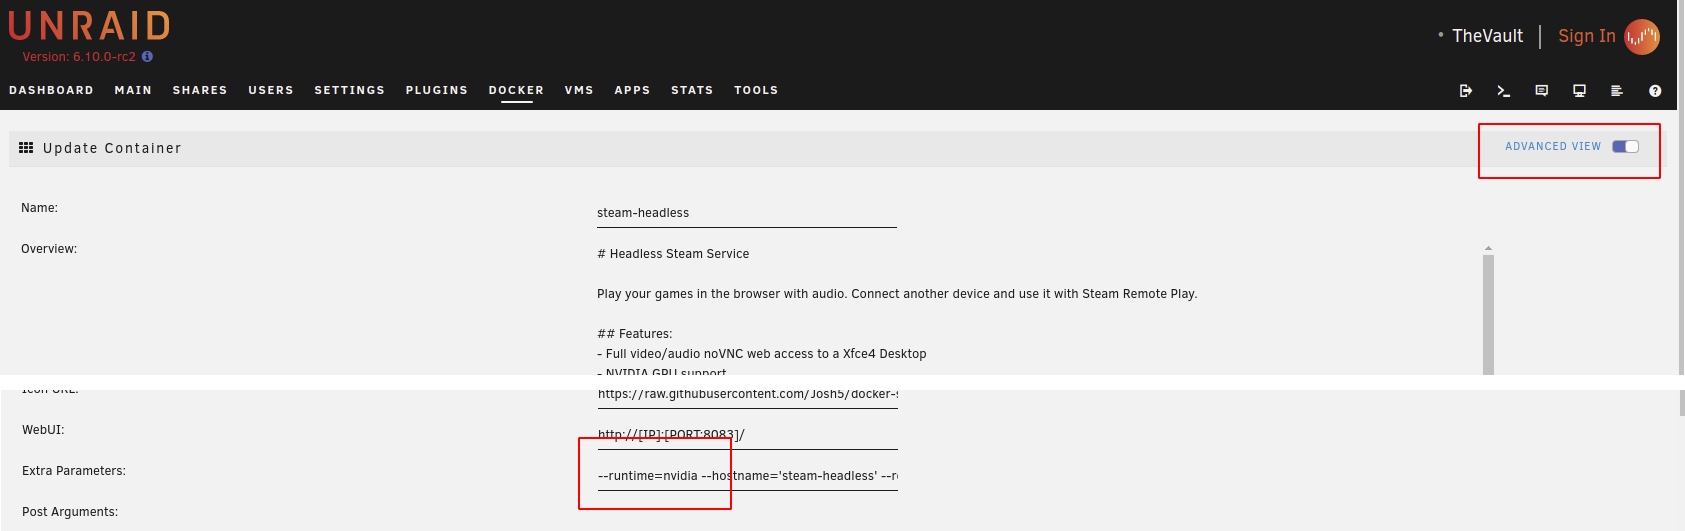 UNRAID
Version: 6.10.0-rc2
• TheVault | Sign In
DASHBOARD MAIN SHARES USERS SETTINGS PLUGINS DOCKER VMS APPS STATS TOOLS
Update Container
ADVANCED VIEW
Name:
steam-headless
Overview:
# Headless Steam Service
Play your games in the browser with audio. Connect another device and use it with Steam Remote Play.
## Features:
- Full video/audio noVNC web access to a Xfce4 Desktop
- NVIDIA GPU support
Icon URL:
https://raw.githubusercontent.com/Josh5/docker-s
WebUI:
http://[IP]:[PORT:8083]/
Extra Parameters:
--runtime=nvidia --hostname='steam-headless' --re
Post Arguments: